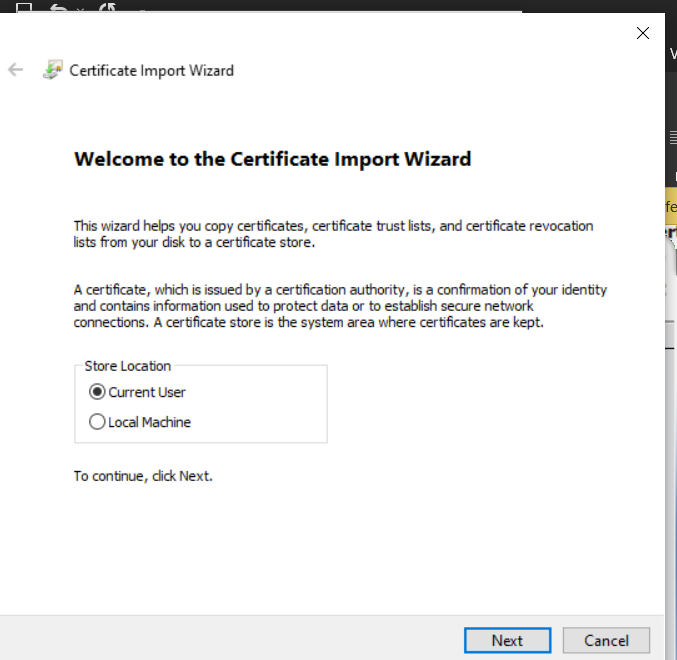 Certificate Import Wizard
Welcome to the Certificate Import Wizard
This wizard helps you copy certificates, certificate trust lists, and certificate revocation
lists from your disk to a certificate store.
A certificate, which is issued by a certification authority, is a confirmation of your identity
and contains information used to protect data or to establish secure network
connections. A certificate store is the system area where certificates are kept.
Store Location
Current User
Local Machine
To continue, click Next.
Next
Cancel